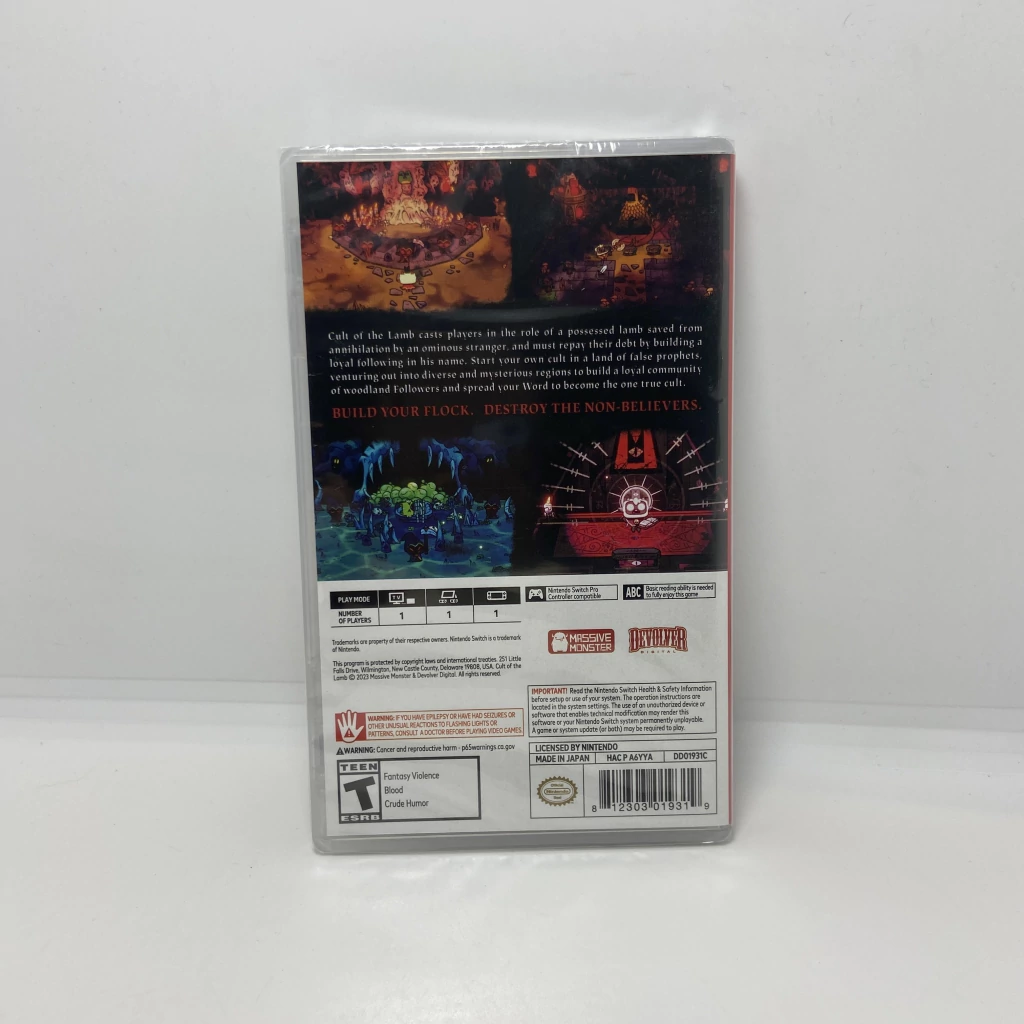 Cult of the Lamb casts players in the role of a possessed lamb saved from
annihilation by an ominous stranger, and must repay their debt by building a
loyal following in his name. Start your own cult in a land of false prophets,
venturing out into diverse and mysterious regions to build a loyal community
of woodland Followers and spread your Word to become the one true cult.
BUILD YOUR FLOCK. DESTROY THE NON-BELIEVERS.
PLAY MODE
TV
NUMBER
OF PLAYERS
1
1
1
Nintendo Switch Pro
Controller compatible
ABC
Basic reading ability is needed
to fully enjoy this game
Trademarks are property of their respective owners. Nintendo Switch is a trademark
of Nintendo.
This program is protected by copyright laws and international treaties. 251 Little
Falls Drive, Wilmington, New Castle County, Delaware 19808, USA. Cult of the
Lamb © 2023 Massive Monster & Devolver Digital. All rights reserved.
MASSIVE
MONSTER
DEVOLVER
DIGITAL
WARNING: IF YOU HAVE EPILEPSY OR HAVE HAD SEIZURES OR
OTHER UNUSUAL REACTIONS TO FLASHING LIGHTS OR
PATTERNS, CONSULT A DOCTOR BEFORE PLAYING VIDEO GAMES
WARNING: Cancer and reproductive harm - p65warnings.ca.gov
IMPORTANT! Read the Nintendo Switch Health & Safety Information
before setup or use of your system. The operation instructions are
located in the system settings. The use of an unauthorized device or
software that enables technical modification may render this
software or your Nintendo Switch system permanently unplayable.
A game or system update (or both) may be required to play.
TEEN
T
ESRB
Fantasy Violence
Blood
Crude Humor
LICENSED BY NINTENDO
MADE IN JAPAN HAC P A6YYA DD01931C
Official
Nintendo
Seal
8 12303 01931 9